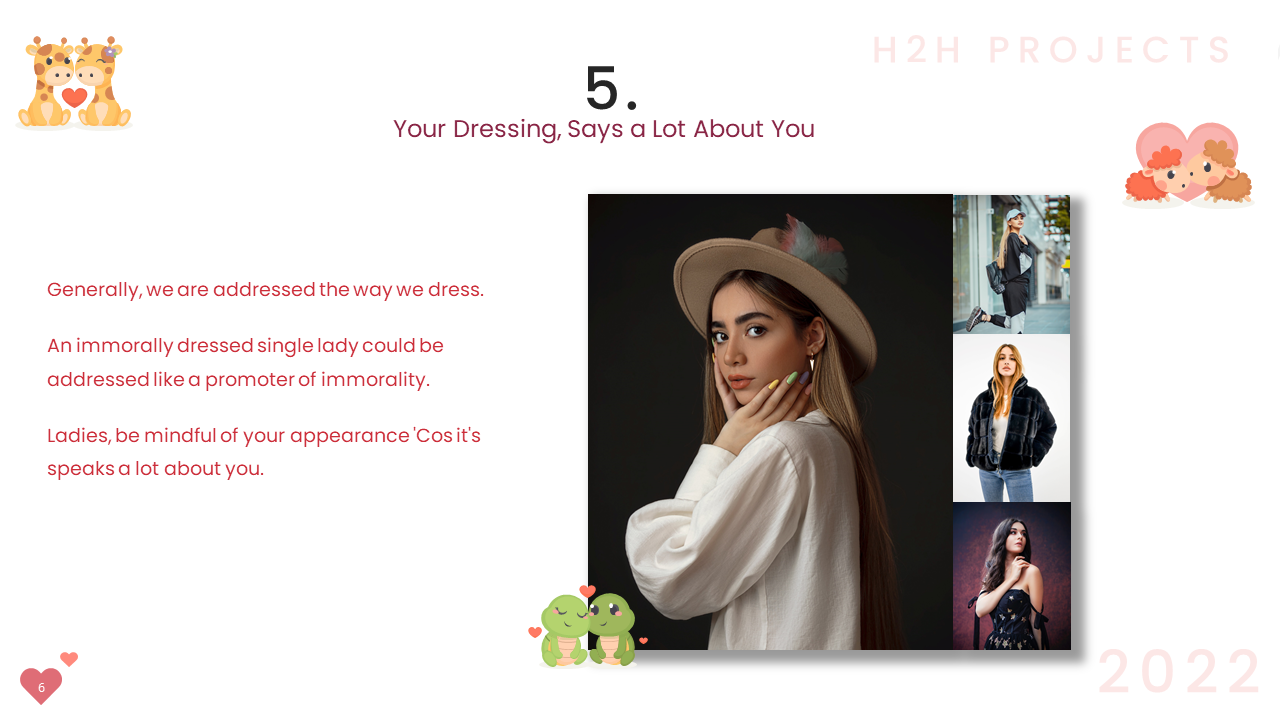 H2H PROJECTS
5.
Your Dressing, Says a Lot About You
Generally, we are addressed the way we dress.
An immorally dressed single lady could be
addressed like a promoter of immorality.
Ladies, be mindful of your appearance 'Cos it's
speaks a lot about you.
6
2022